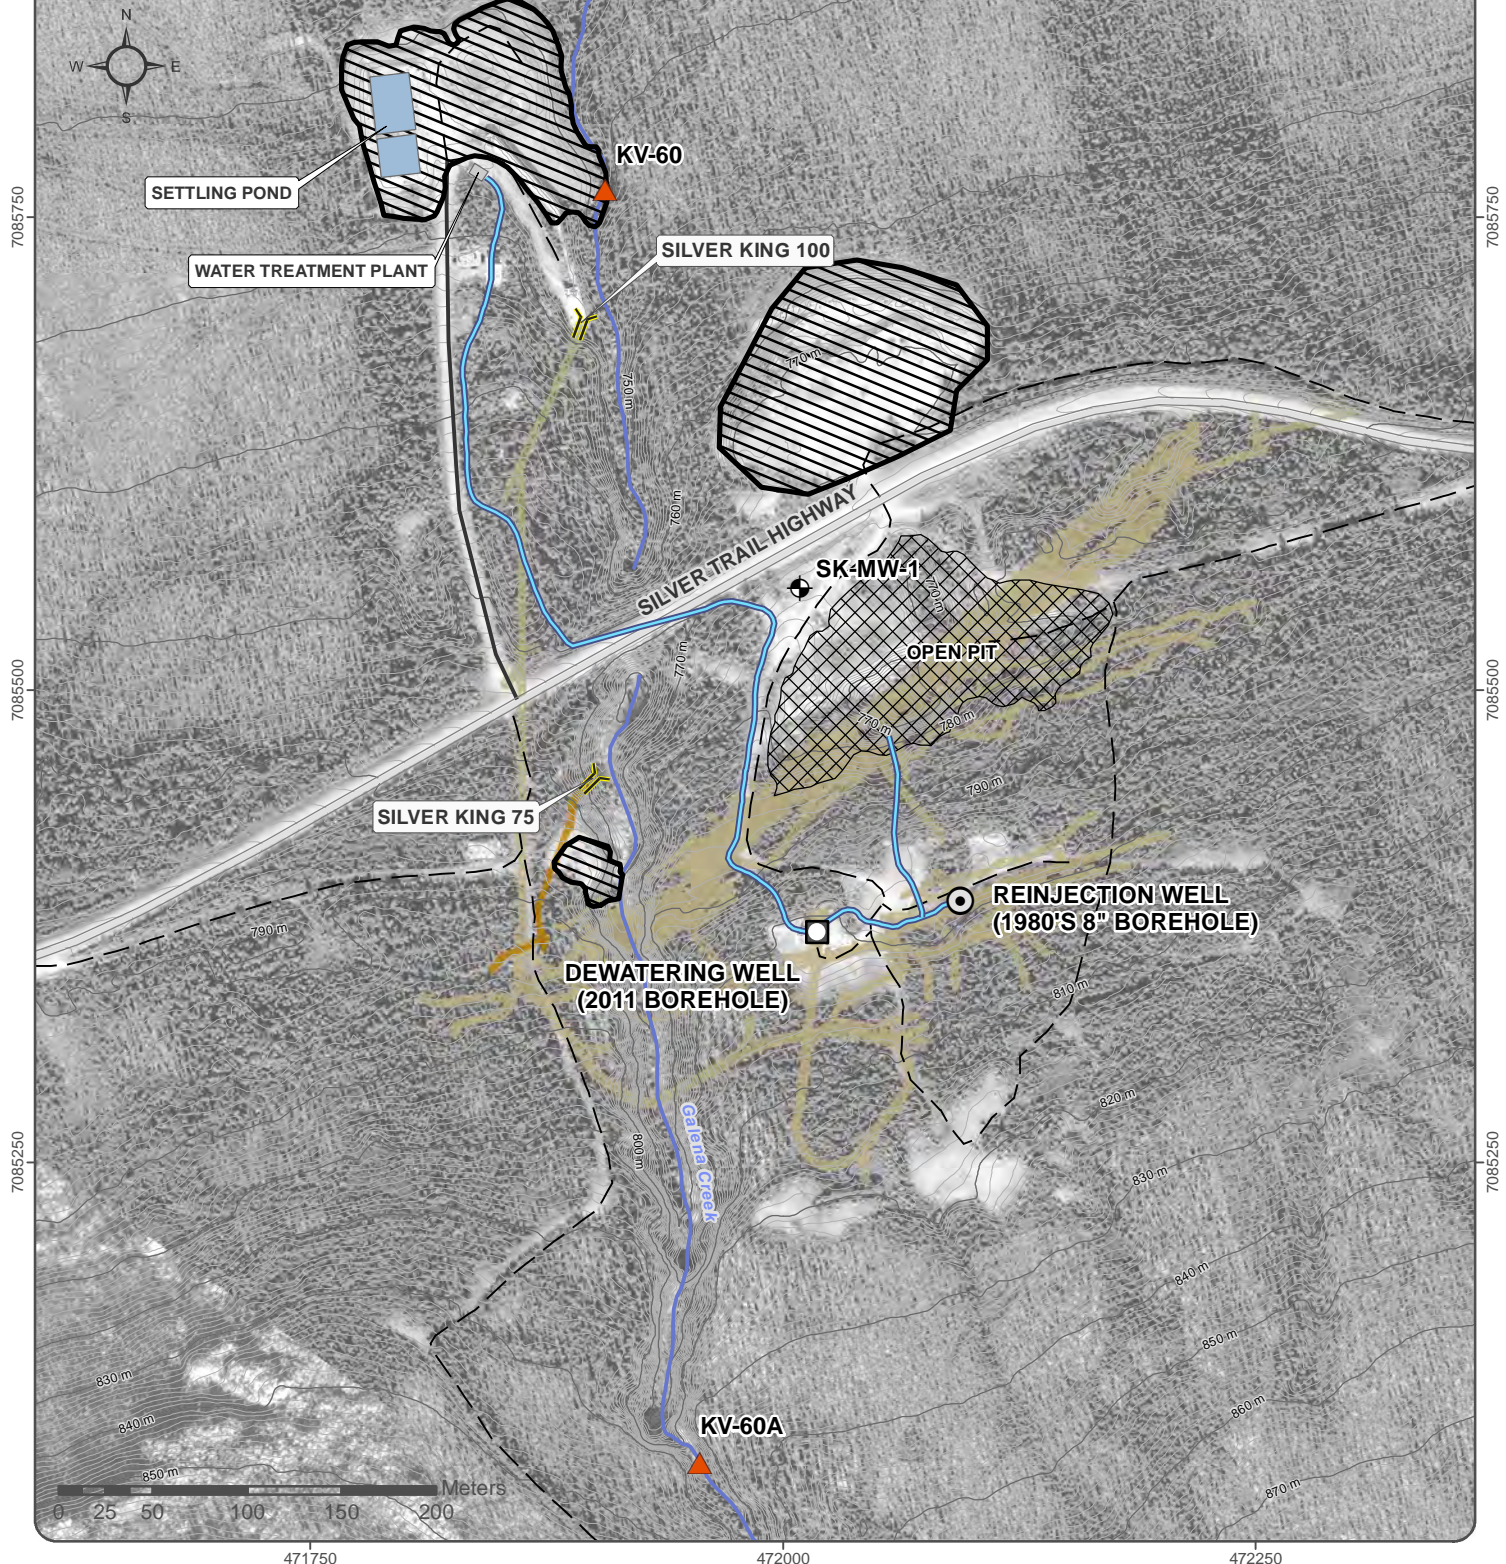 N
W E
S
KV-60
SETTLING POND
7085750
7085750
SILVER KING 100
WATER TREATMENT PLANT
770 m
750 m
760 m
SILVER TRAIL HIGHWAY
SK-MW-1
770 m
OPEN PIT
770 m
7085500
7085500
770 m
780 m
790 m
SILVER KING 75
REINJECTION WELL
(1980'S 8" BOREHOLE)
790 m
DEWATERING WELL
(2011 BOREHOLE)
810 m
820 m
Galena Creek
800 m
7085250
7085250
830 m
840 m
850 m
830 m
860 m
840 m
KV-60A
850 m
870 m
Meters
0 25 50 100 150 200
471750 472000 472250